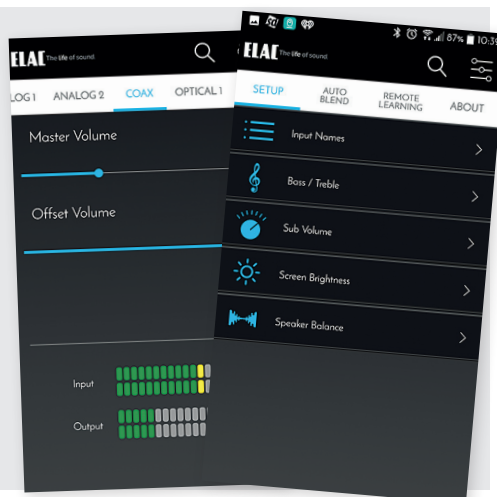 ELAC The life of sound.
LOG 1 ANALOG 2 COAX OPTICAL 1
Master Volume
Offset Volume
Input
Output
87% 10:39
ELAC The life of sound.
SETUP AUTO BLEND REMOTE LEARNING ABOUT
Input Names
Bass / Treble
Sub Volume
Screen Brightness
Speaker Balance